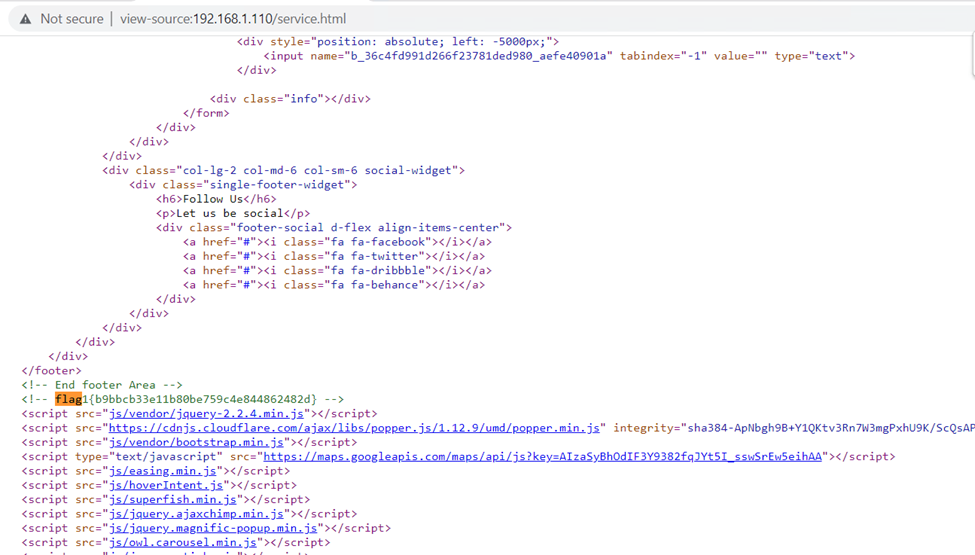 Not secure | view-source:192.168.1.110/service.html
<div style="position: absolute; left: -5000px;">
<input name="b_36c4fd991d266f23781ded980_aefe40901a" tabindex="-1" value="" type="text">
</div>
<div class="info"></div>
</form>
</div>
</div>
</div>
<div class="col-lg-2 col-md-6 col-sm-6 social-widget">
<div class="single-footer-widget">
<h6>Follow Us</h6>
<p>Let us be social</p>
<div class="footer-social d-flex align-items-center">
<a href="#"><i class="fa fa-facebook"></i></a>
<a href="#"><i class="fa fa-twitter"></i></a>
<a href="#"><i class="fa fa-dribbble"></i></a>
<a href="#"><i class="fa fa-behance"></i></a>
</div>
</div>
</div>
</div>
</div>
</footer>
<!-- End footer Area -->
<!-- flag1{b9bbcb33e11b80be759c4e844862482d} -->
<script src="js/vendor/jquery-2.2.4.min.js"></script>
<script src="https://cdnjs.cloudflare.com/ajax/libs/popper.js/1.12.9/umd/popper.min.js" integrity="sha384-ApNbgh9B+Y1QKtv3Rn7W3mgPxhU9K/ScQsAP
<script src="js/vendor/bootstrap.min.js"></script>
<script type="text/javascript" src="https://maps.googleapis.com/maps/api/js?key=AIzaSyBhOdIF3Y9382fqJYt5I_sswSrEw5eihAA"></script>
<script src="js/easing.min.js"></script>
<script src="js/hoverIntent.js"></script>
<script src="js/superfish.min.js"></script>
<script src="js/jquery.ajaxchimp.min.js"></script>
<script src="js/jquery.magnific-popup.min.js"></script>
<script src="js/owl.carousel.min.js"></script>